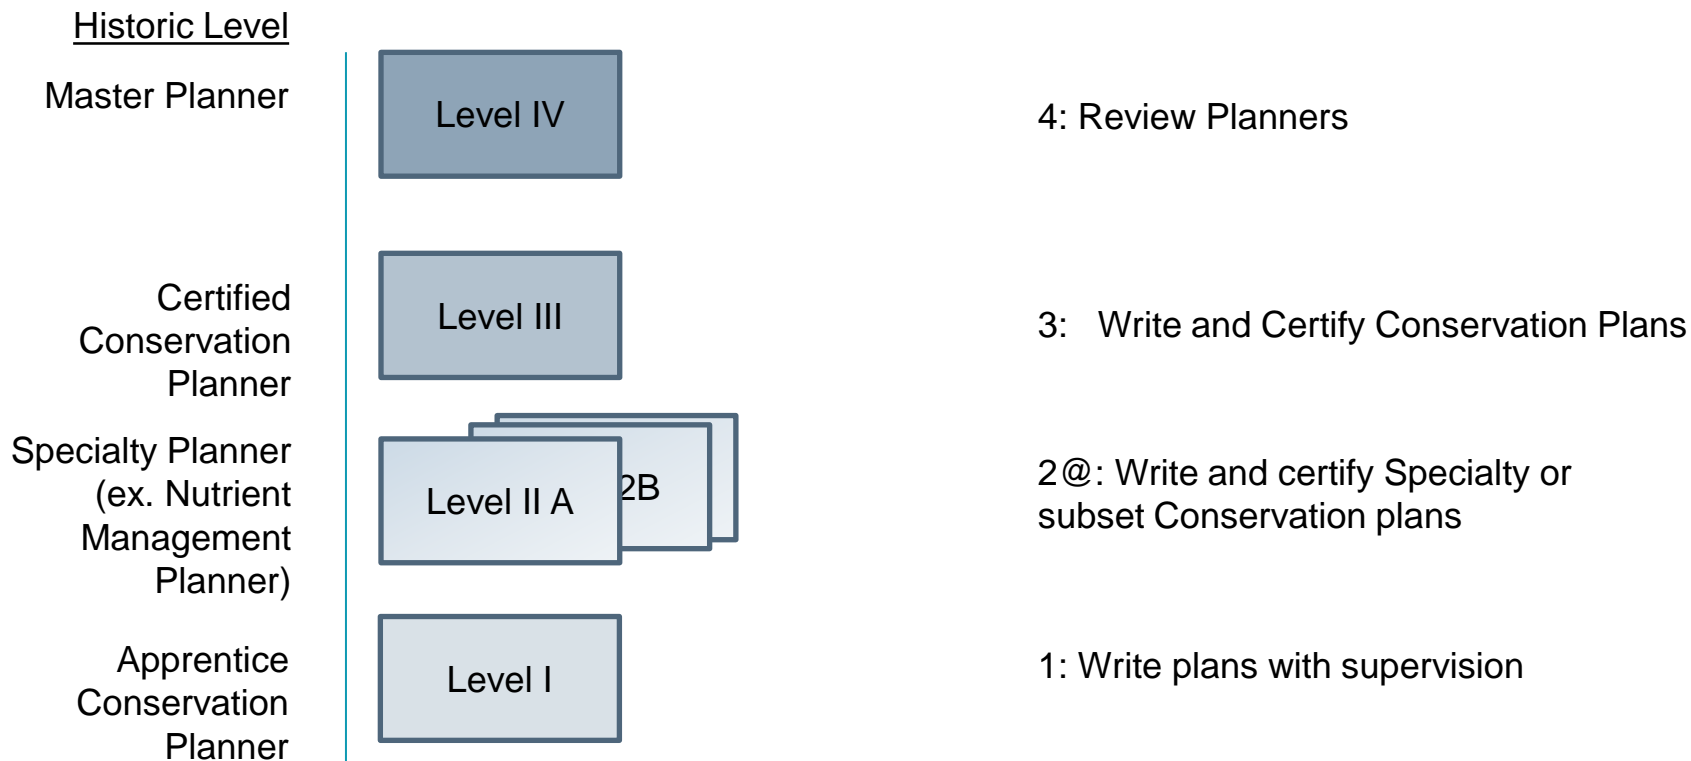 Historic Level
Master Planner
Level IV
4: Review Planners
Certified
Conservation
Planner
Level III
3: Write and Certify Conservation Plans
Specialty Planner
(ex. Nutrient
Management
Planner)
Level II A
2B
2@: Write and certify Specialty or
subset Conservation plans
Apprentice
Conservation
Planner
Level I
1: Write plans with supervision